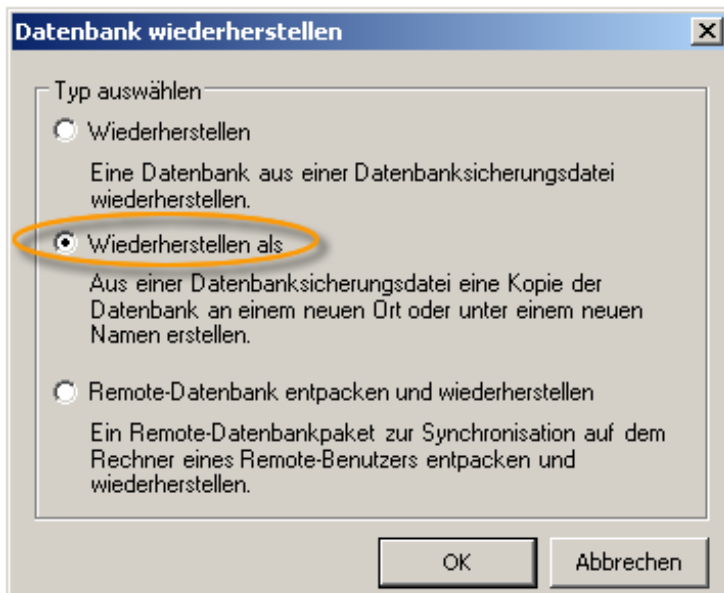 Datenbank wiederherstellen
Typ auswählen
Wiederherstellen
Eine Datenbank aus einer Datenbanksicherungsdatei
wiederherstellen.
Wiederherstellen als
Aus einer Datenbanksicherungsdatei eine Kopie der
Datenbank an einem neuen Ort oder unter einem neuen
Namen erstellen.
Remote-Datenbank entpacken und wiederherstellen
Ein Remote-Datenbankpaket zur Synchronisation auf dem
Rechner eines Remote-Benutzers entpacken und
wiederherstellen.
OK Abbrechen